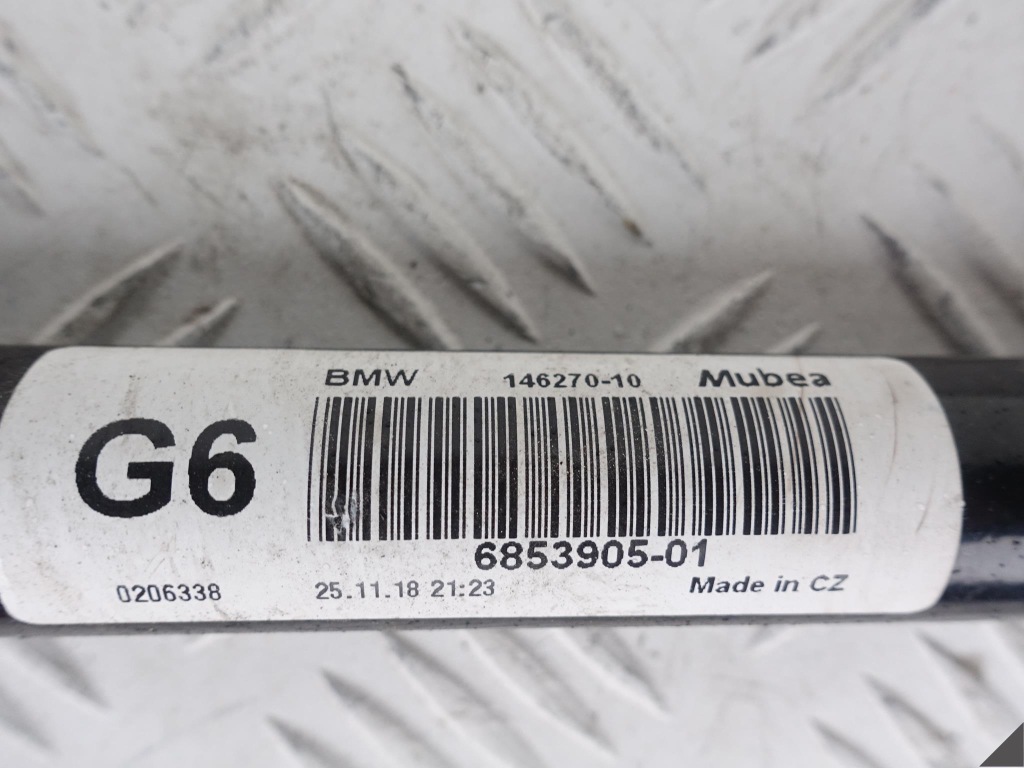 BMW 146270-10 Mubea
G6
6853905-01
0206338 25.11.18 21:23 Made in CZ